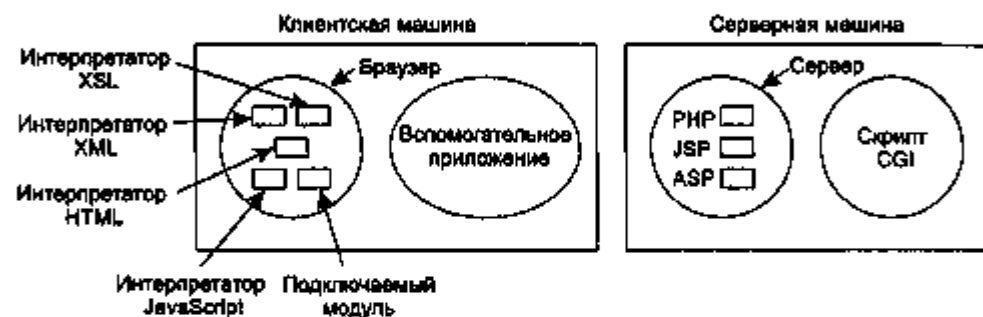 Клиентская машина
Серверная машина
Интерпретатор
XSL
Браузер
Сервер
Интерпретатор
XML
Вспомогательное
приложение
PHP
JSP
ASP
Скрипт
CGI
Интерпретатор
HTML
Интерпретатор
JavaScript
Подключаемый
модуль